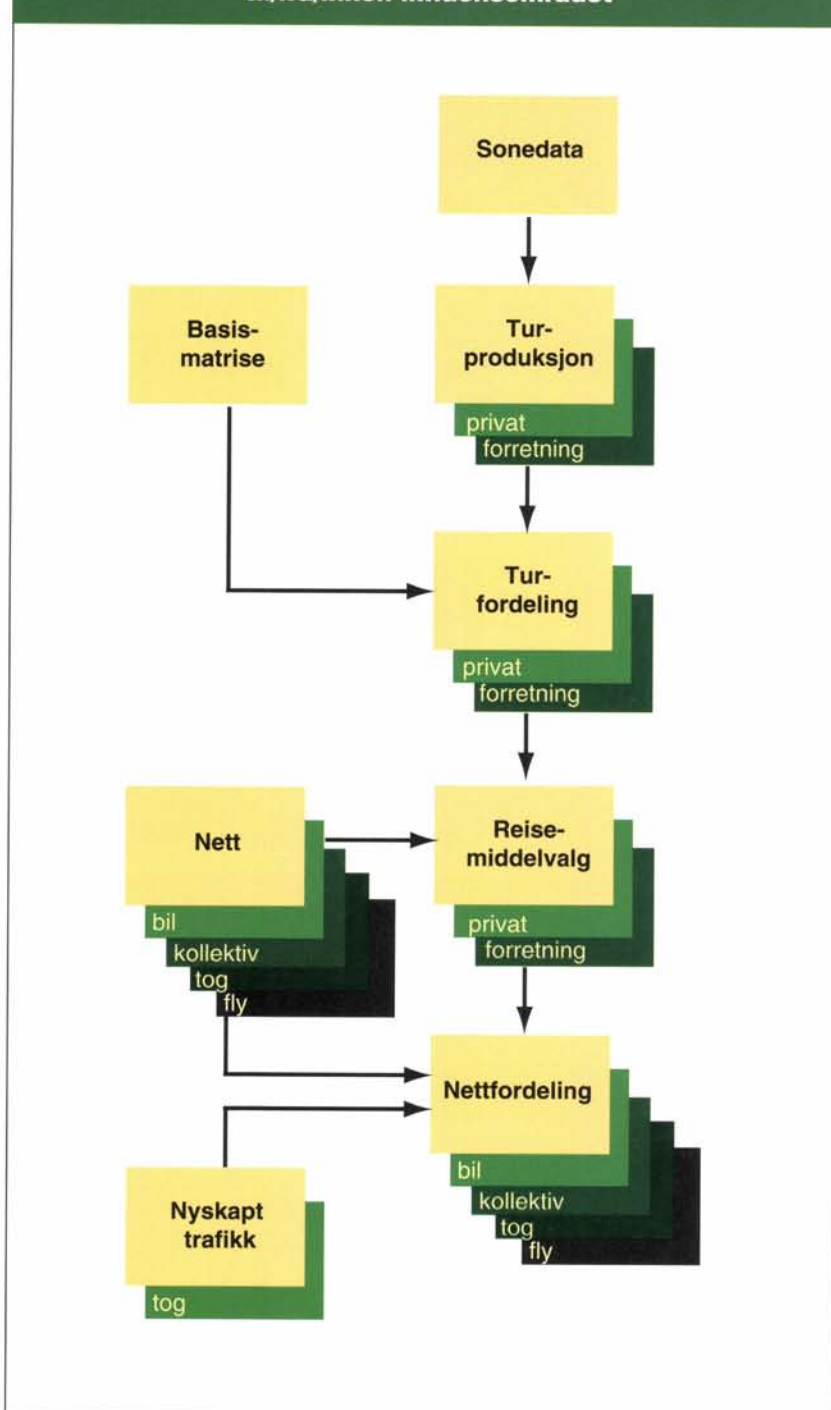 Sonedata
Basis-
matrise
Tur-
produksjon
privat
forretning
Tur-
fordeling
privat
forretning
Nett
bil
kollektiv
tog
fly
Reise-
middelvalg
privat
forretning
Nettfordeling
bil
kollektiv
tog
fly
Nyskapt
trafikk
tog